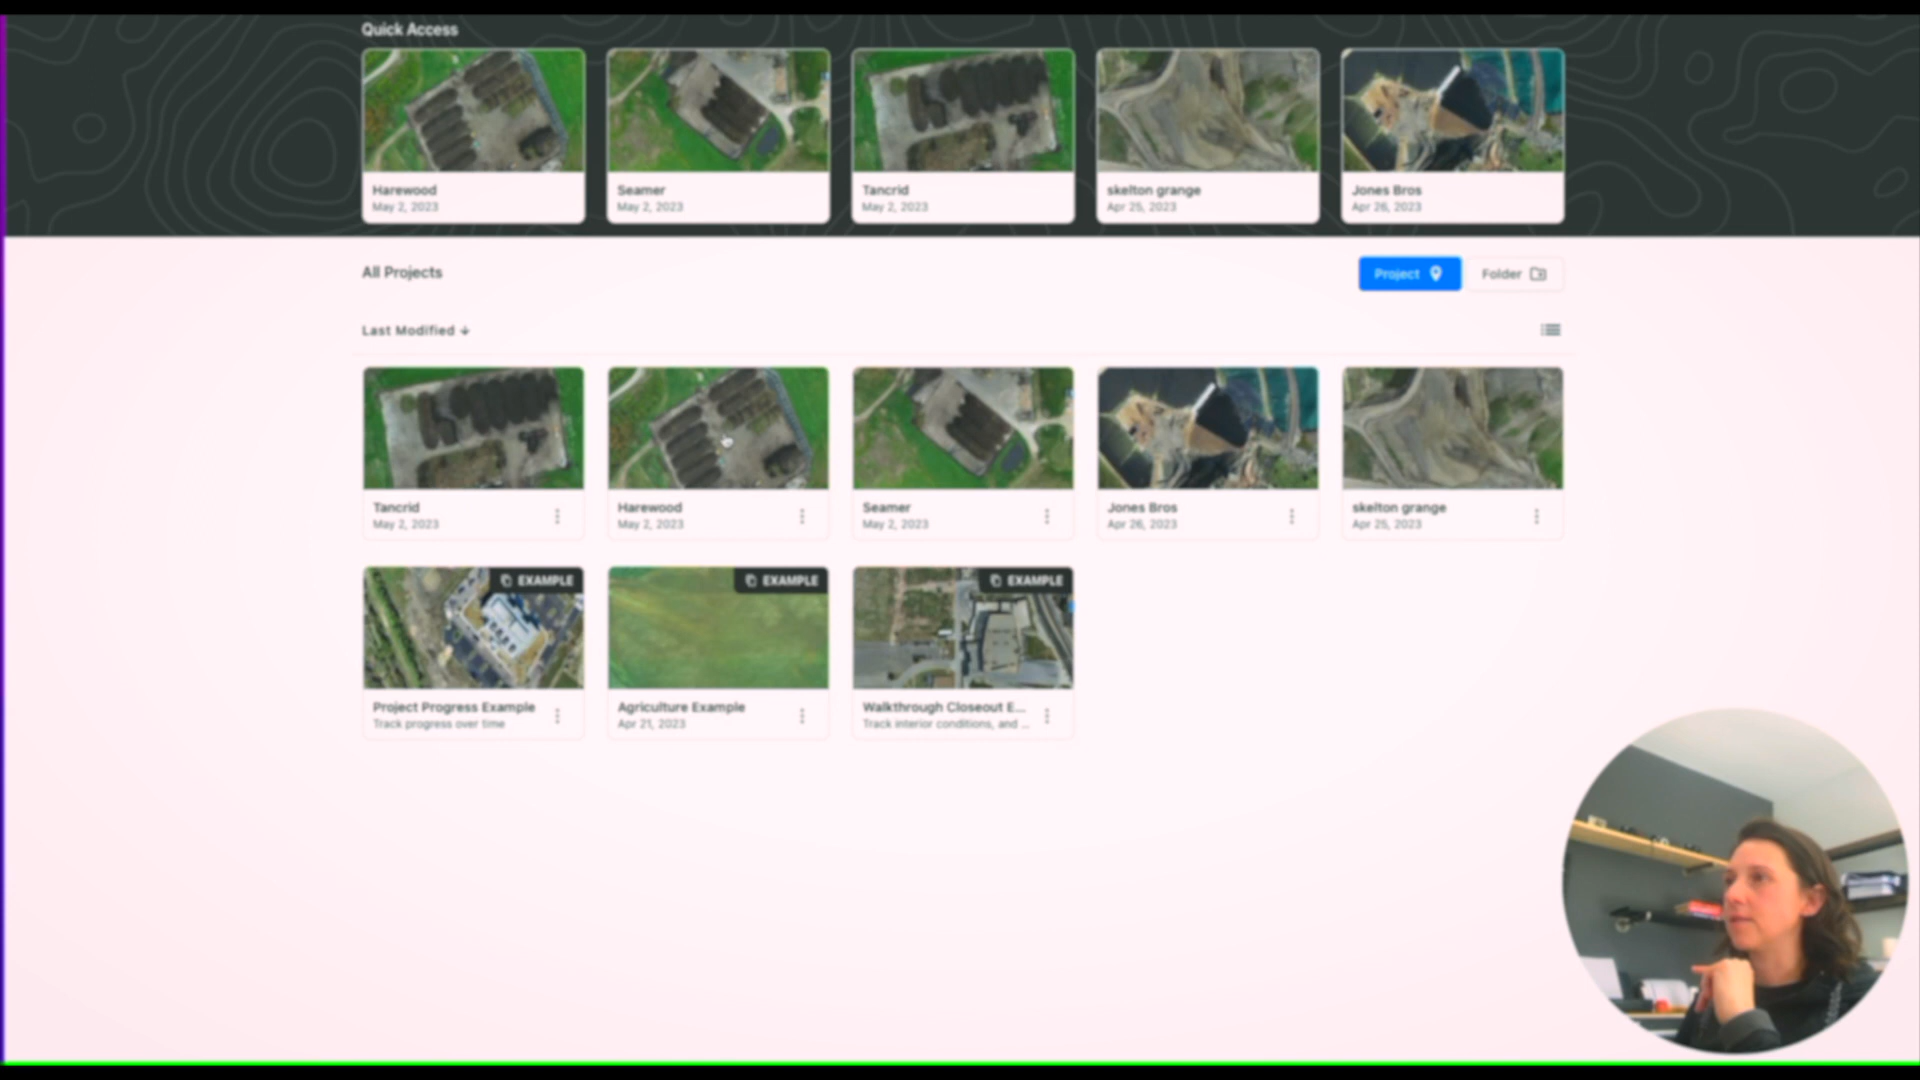 Quick Access
Harewood
May 2, 2023
Seamer
May 2, 2023
Tancrid
May 2, 2023
skelton grange
Apr 25, 2023
Jones Bros
Apr 26, 2023
All Projects
Project
Folder
Last Modified ↓
Tancrid
May 2, 2023
Harewood
May 2, 2023
Seamer
May 2, 2023
Jones Bros
Apr 26, 2023
skelton grange
Apr 25, 2023
EXAMPLE
EXAMPLE
EXAMPLE
Project Progress Example
Track progress over time
Agriculture Example
Apr 21, 2023
Walkthrough Closeout E...
Track interior conditions, and ...